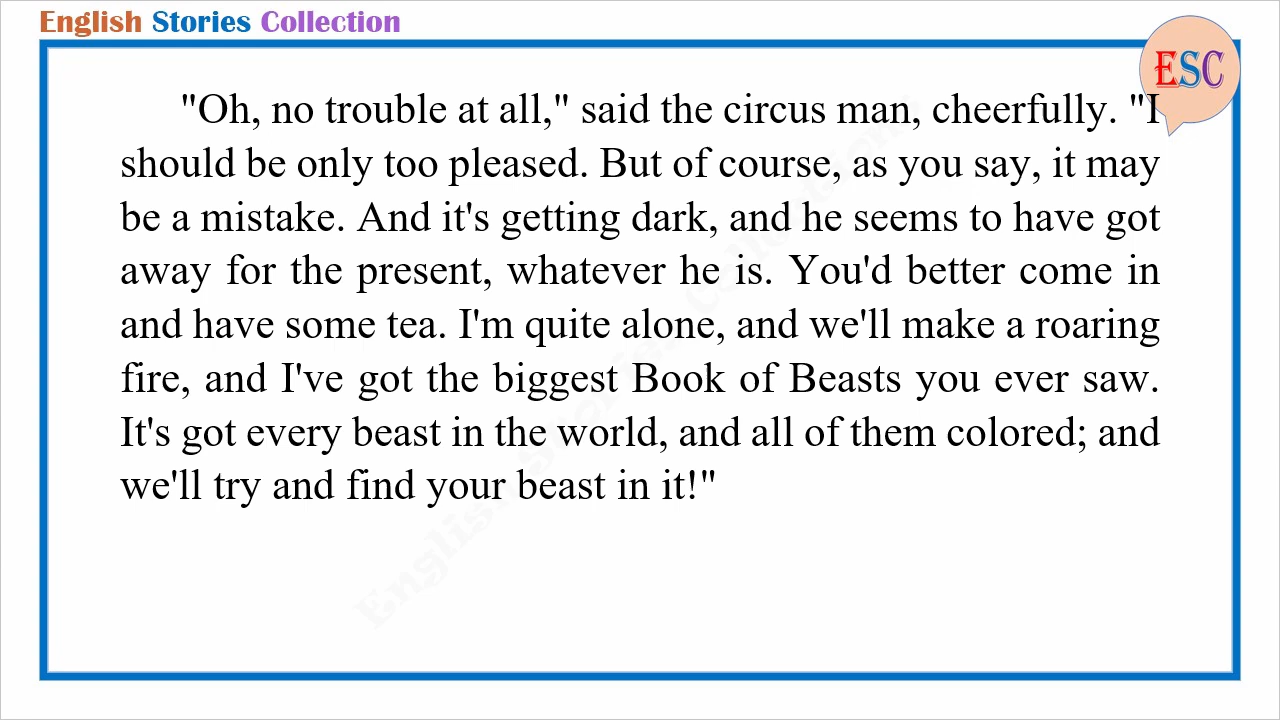 English Stories Collection
ESC
"Oh, no trouble at all," said the circus man, cheerfully. "I
should be only too pleased. But of course, as you say, it may
be a mistake. And it's getting dark, and he seems to have got
away for the present, whatever he is. You'd better come in
and have some tea. I'm quite alone, and we'll make a roaring
fire, and I've got the biggest Book of Beasts you ever saw.
It's got every beast in the world, and all of them colored; and
we'll try and find your beast in it!"